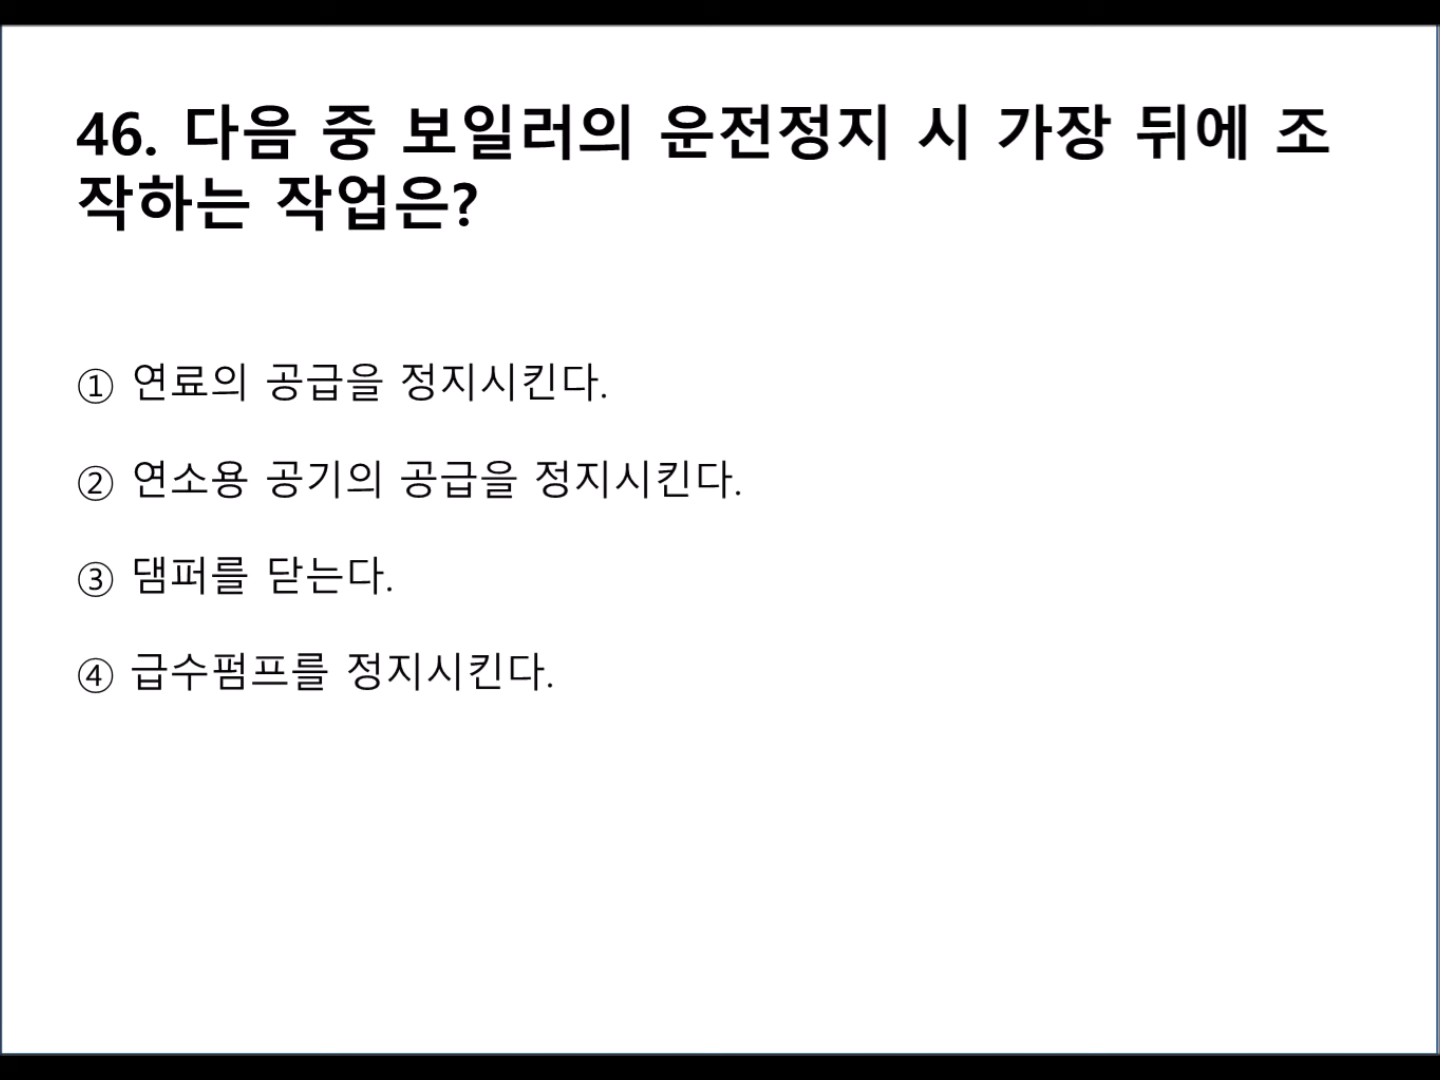 46. 다음 중 보일러의 운전정지 시 가장 뒤에 조
작하는 작업은?
① 연료의 공급을 정지시킨다.
② 연소용 공기의 공급을 정지시킨다.
③ 댐퍼를 닫는다.
④ 급수펌프를 정지시킨다.